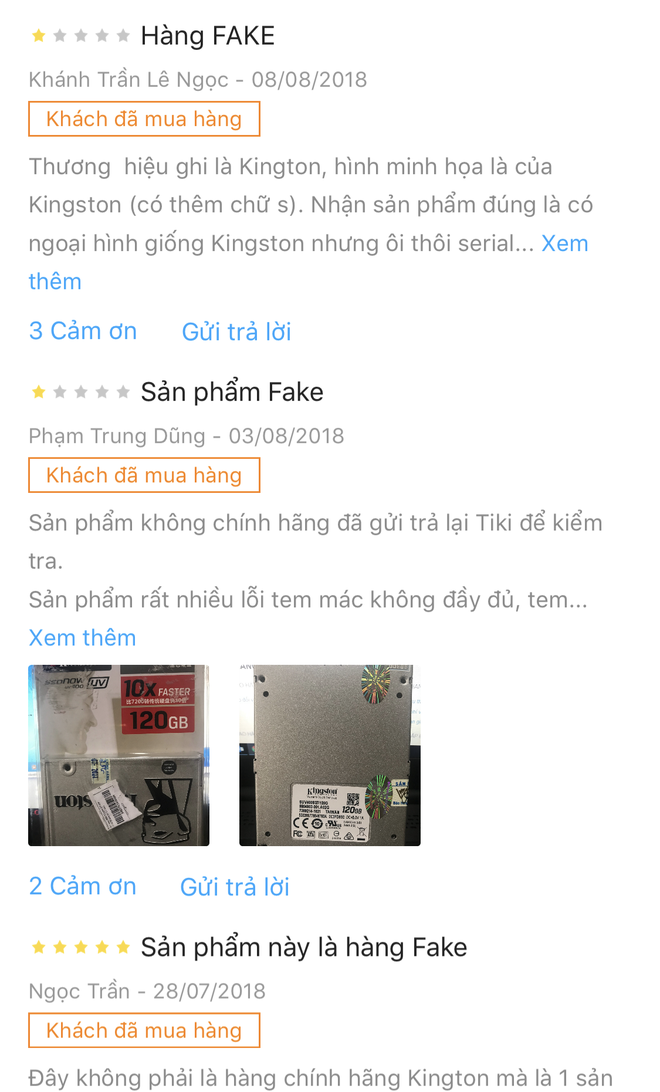 Hàng FAKE
Khánh Trần Lê Ngọc - 08/08/2018
Khách đã mua hàng
Thương hiệu ghi là Kington, hình minh họa là của
Kingston (có thêm chữ s). Nhận sản phẩm đúng là có
ngoại hình giống Kingston nhưng ôi thôi serial... Xem
thêm
3 Cảm ơn Gửi trả lời
Sản phẩm Fake
Phạm Trung Dũng - 03/08/2018
Khách đã mua hàng
Sản phẩm không chính hãng đã gửi trả lại Tiki để kiểm
tra.
Sản phẩm rất nhiều lỗi tem mác không đầy đủ, tem...
Xem thêm
UV
10x FASTER
120GB
Kingston
120GB
2 Cảm ơn Gửi trả lời
Sản phẩm này là hàng Fake
Ngọc Trần - 28/07/2018
Khách đã mua hàng
Đây không phải là hàng chính hãng Kington mà là 1 sản